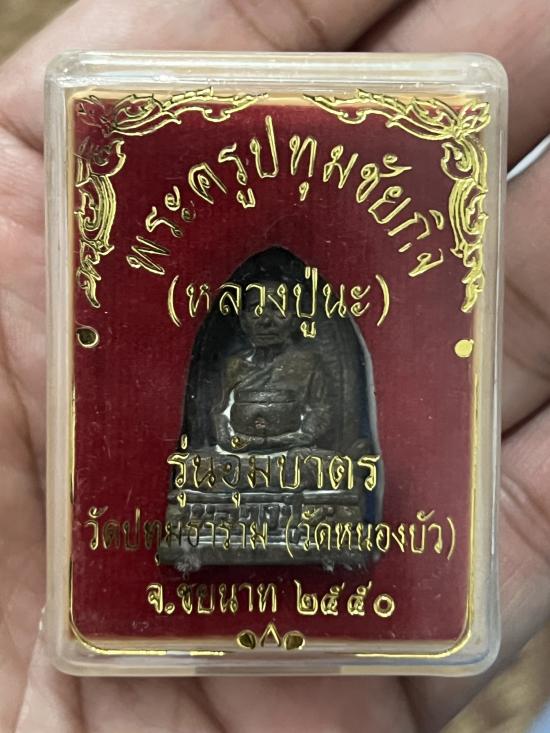 พระครูปทุมชัยกิจ
(หลวงปู่นะ)
รุ่นอุ้มบาตร
วัดปทุมธาราม (วัดหนองบัว)
จ.ชัยนาท ๒๕๕๐